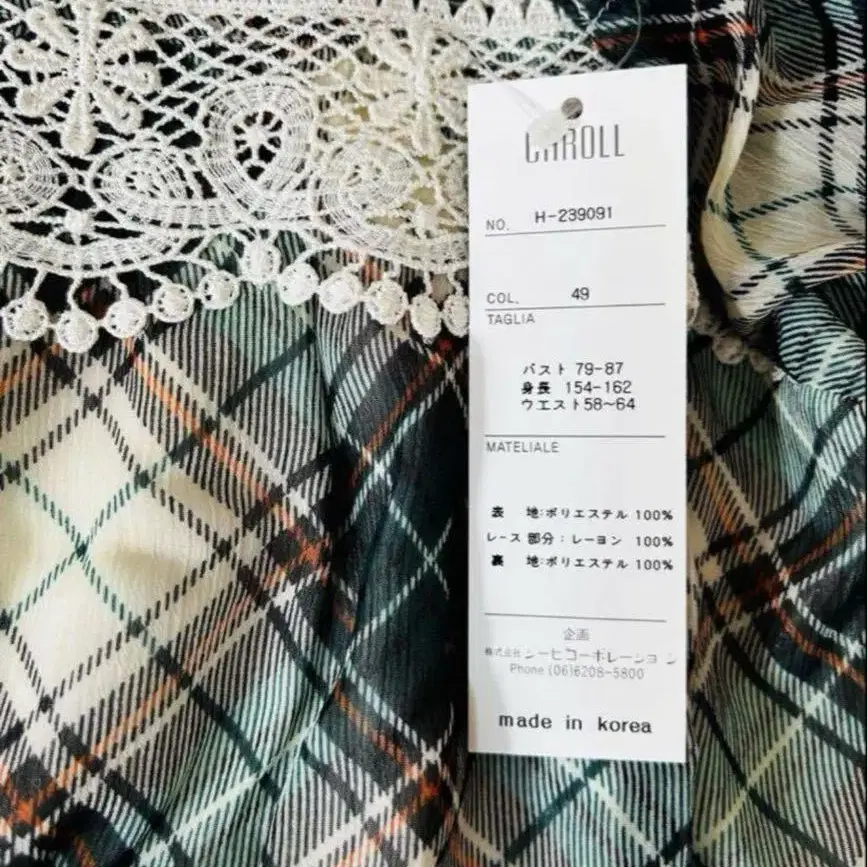 CARROLL
NO. H-239091
COL. 49
TAGLIA
バスト 79-87
身長 154-162
ウエスト58~64
MATELIALE
表 地:ポリエステル 100%
レース 部分:レーヨン 100%
裏 地:ポリエステル 100%
企画
株式会社 シーヒコーポレーション
Phone (06)6208-5800
made in korea